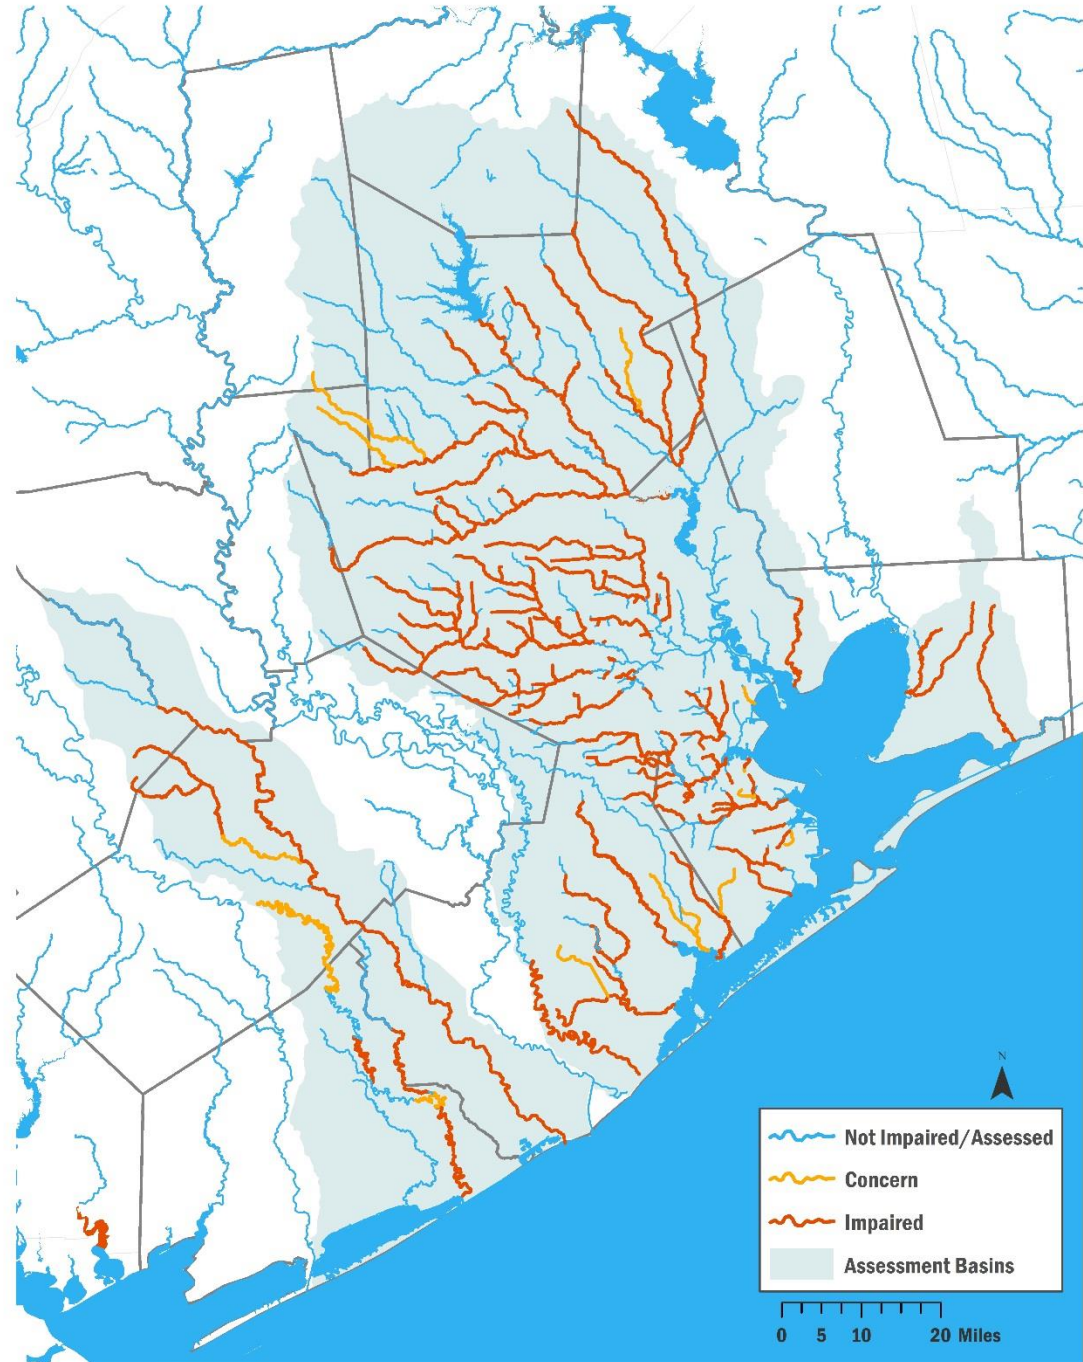 N
Not Impaired/Assessed
Concern
Impaired
Assessment Basins
0 5 10 20 Miles